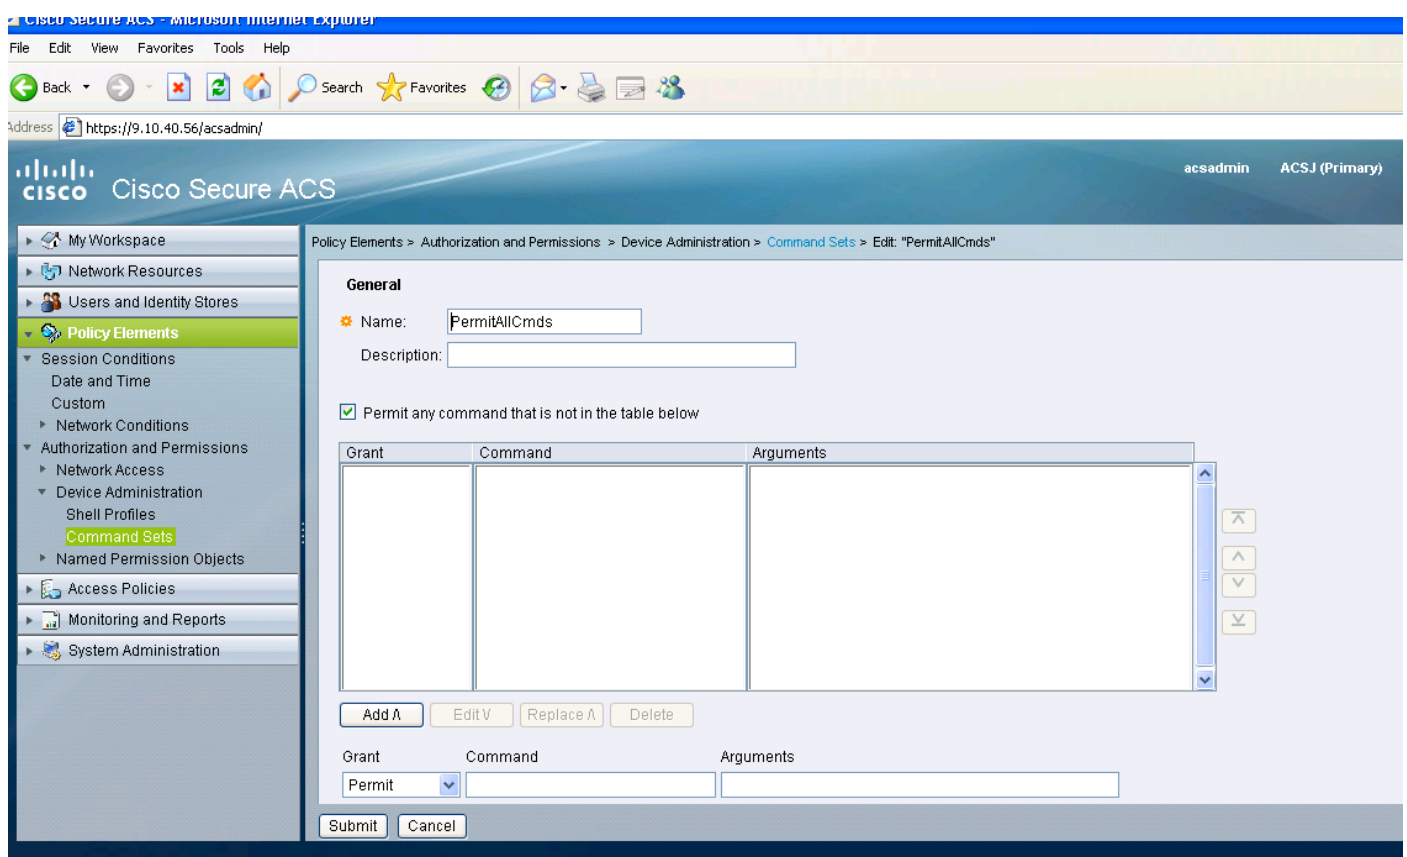 Cisco Secure ACS - Microsoft Internet Explorer
File Edit View Favorites Tools Help
Back Search Favorites
Address https://9.10.40.56/acsadmin/
cisco Cisco Secure ACS
acsadmin ACSJ (Primary)
My Workspace
Network Resources
Users and Identity Stores
Policy Elements
Session Conditions
Date and Time
Custom
Network Conditions
Authorization and Permissions
Network Access
Device Administration
Shell Profiles
Command Sets
Named Permission Objects
Access Policies
Monitoring and Reports
System Administration
Policy Elements > Authorization and Permissions > Device Administration > Command Sets > Edit: "PermitAllCmds"
General
Name: PermitAllCmds
Description:
Permit any command that is not in the table below
Grant Command Arguments
Add Λ Edit V Replace Λ Delete
Grant Command Arguments
Permit
Submit Cancel